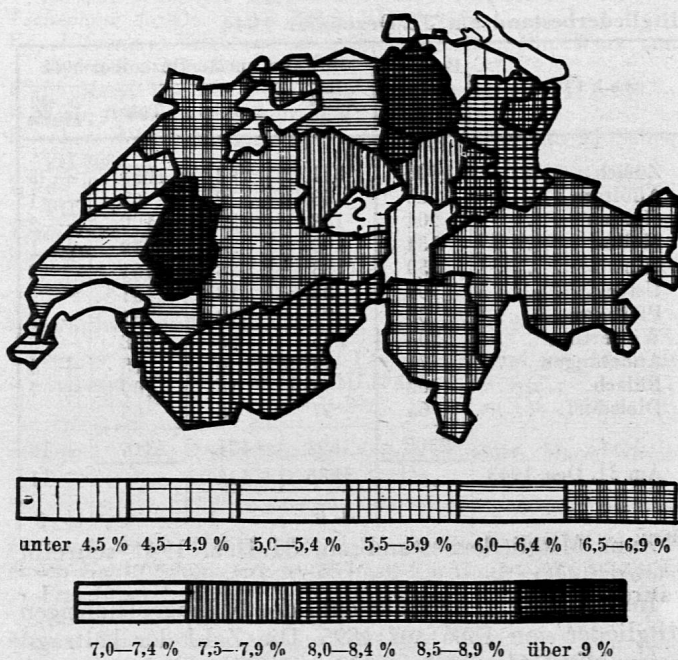 ?
unter 4,5 % 4,5—4,9 % 5,0—5,4 % 5,5—5,9 % 6,0—6,4 % 6,5—6,9 %
7,0—7,4 % 7,5—7,9 % 8,0—8,4 % 8,5—8,9 % über 9 %